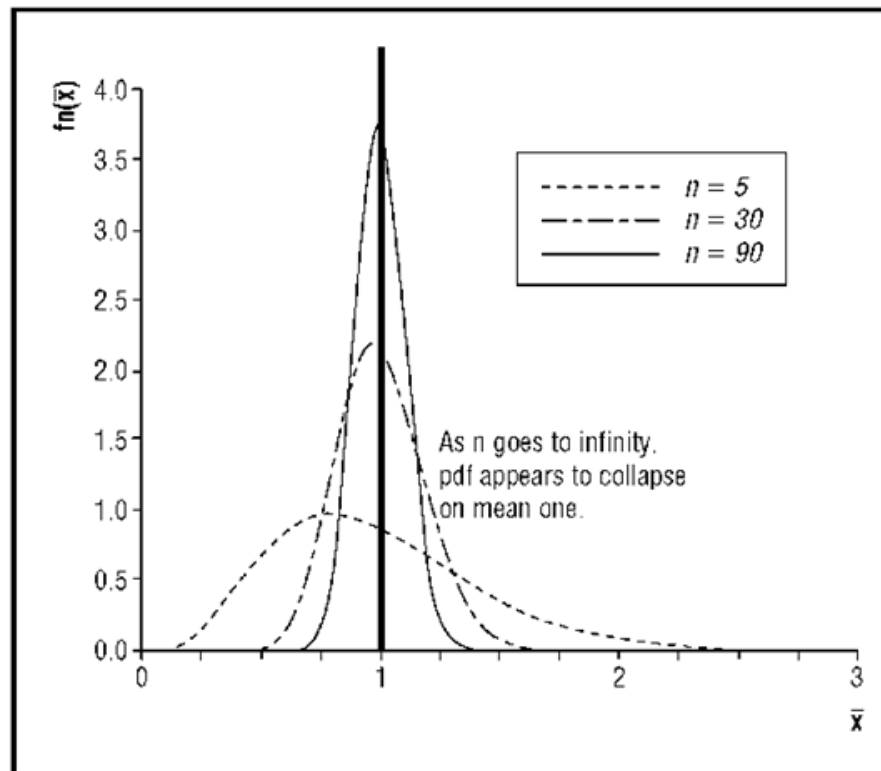 fn(x̄)
4.0
3.5
3.0
2.5
2.0
1.5
1.0
0.5
0.0
n = 5
n = 30
n = 90
As n goes to infinity,
pdf appears to collapse
on mean one.
0 1 2 3
x̄